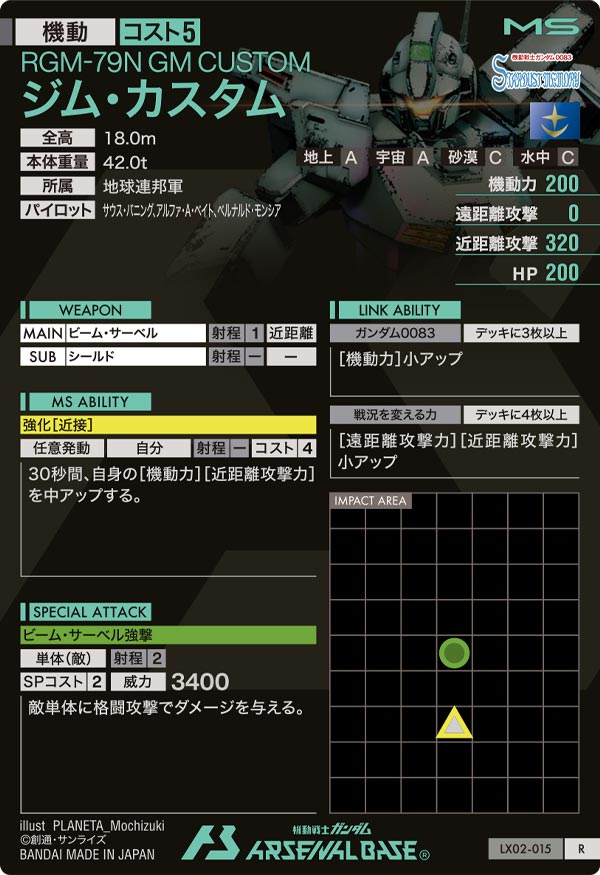 機動 コスト5
MS
RGM-79N GM CUSTOM
ジム・カスタム
機動戦士ガンダム0083
STARDUST MEMORY
全高 18.0m
本体重量 42.0t
所属 地球連邦軍
パイロット サウス・バニング、アルファ・A・ベイト、ベルナルド・モンシア
地上 A 宇宙 A 砂漠 C 水中 C
機動力 200
遠距離攻撃 0
近距離攻撃 320
HP 200
WEAPON
MAIN ビーム・サーベル 射程 1 近距離
SUB シールド 射程 ー ー
MS ABILITY
強化[近接]
任意発動 自分 射程 ー コスト 4
30秒間、自身の[機動力][近距離攻撃力]
を中アップする。
SPECIAL ATTACK
ビーム・サーベル強撃
単体(敵) 射程 2
SPコスト 2 威力 3400
敵単体に格闘攻撃でダメージを与える。
LINK ABILITY
ガンダム0083 デッキに3枚以上
[機動力]小アップ
戦況を変える力 デッキに4枚以上
[遠距離攻撃力][近距離攻撃力]
小アップ
IMPACT AREA
illust PLANETA_Mochizuki
©創通・サンライズ
BANDAI MADE IN JAPAN
機動戦士ガンダム
ARSENAL BASE®
LX02-015 R